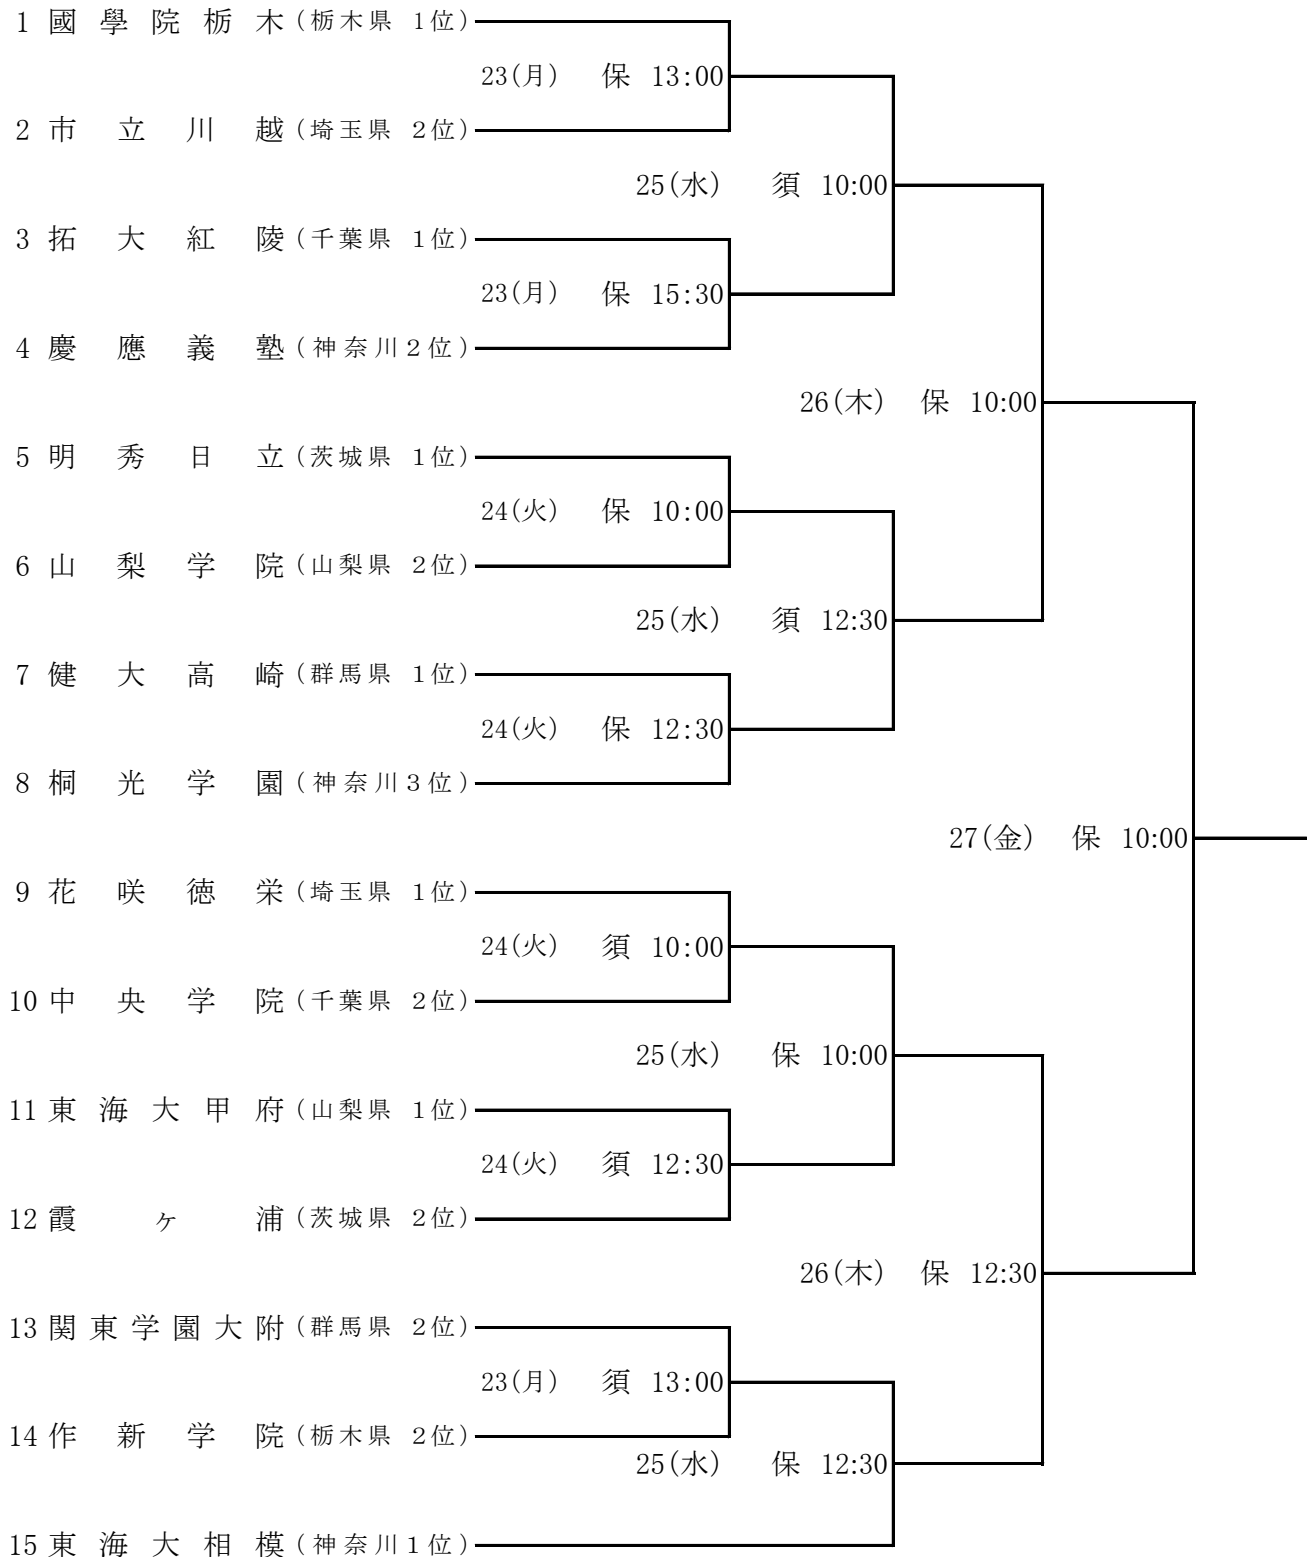 1 國學院栃木(栃木県 1位)
23(月) 保 13:00
2 市立川越(埼玉県 2位)
25(水) 須 10:00
3 拓大紅陵(千葉県 1位)
23(月) 保 15:30
4 慶應義塾(神奈川2位)
26(木) 保 10:00
5 明秀日立(茨城県 1位)
24(火) 保 10:00
6 山梨学院(山梨県 2位)
25(水) 須 12:30
7 健大高崎(群馬県 1位)
24(火) 保 12:30
8 桐光学園(神奈川3位)
27(金) 保 10:00
9 花咲徳栄(埼玉県 1位)
24(火) 須 10:00
10 中央学院(千葉県 2位)
25(水) 保 10:00
11 東海大甲府(山梨県 1位)
24(火) 須 12:30
12 霞ヶ浦(茨城県 2位)
26(木) 保 12:30
13 関東学園大附(群馬県 2位)
23(月) 須 13:00
14 作新学院(栃木県 2位)
25(水) 保 12:30
15 東海大相模(神奈川1位)